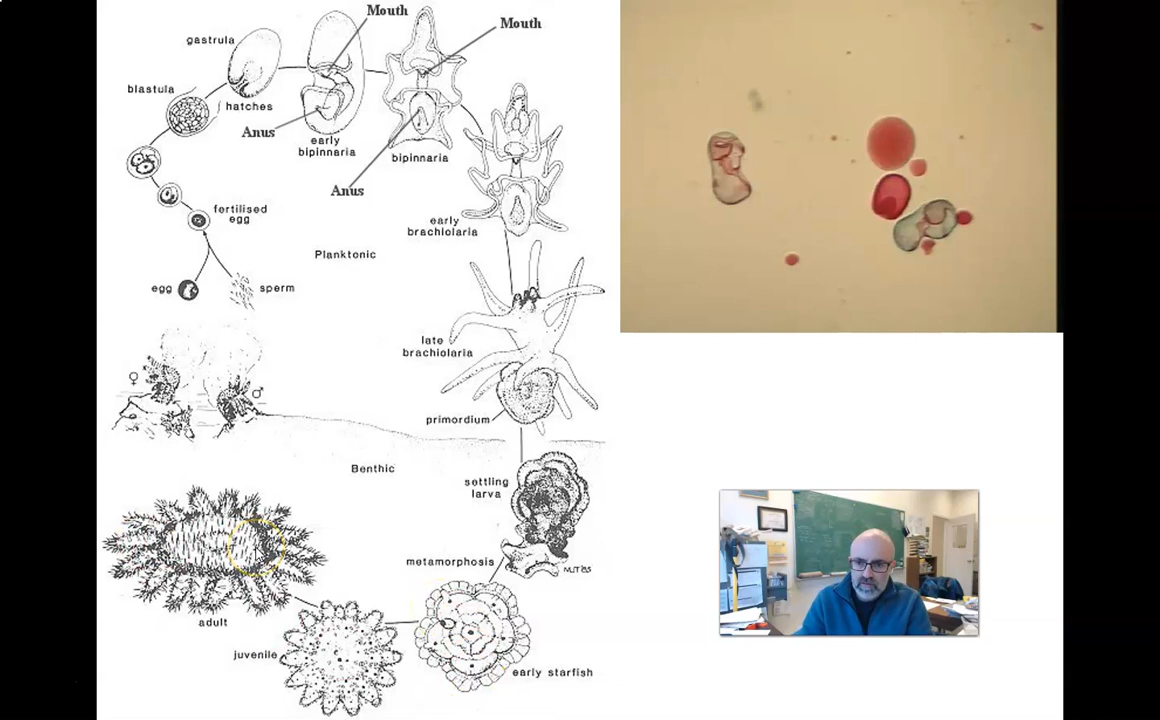 Mouth
Mouth
gastrula
blastula
hatches
Anus
early
bipinnaria
bipinnaria
Anus
fertilised
egg
early
brachiolaria
Planktonic
egg
sperm
late
brachiolaria
♀
♂
primordium
Benthic
settling
larva
metamorphosis
adult
juvenile
early starfish